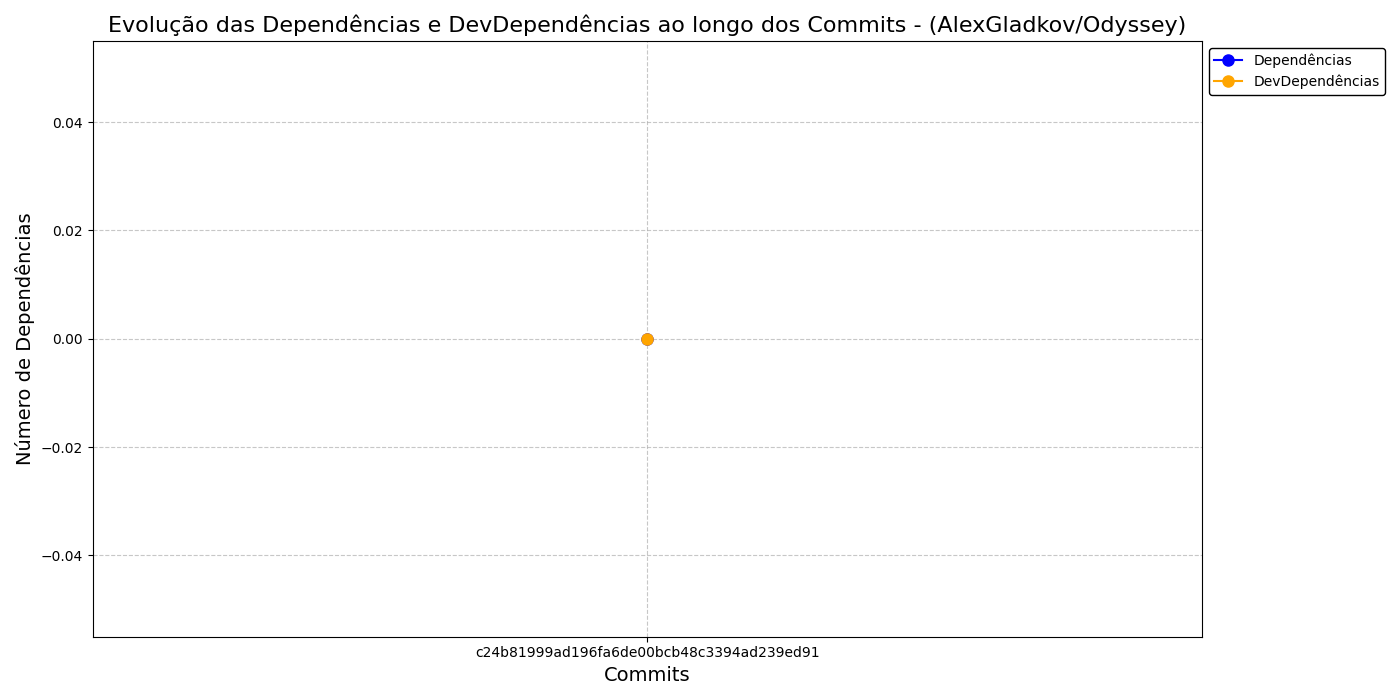 Evolução das Dependências e DevDependências ao longo dos Commits - (AlexGladkov/Odyssey)
Dependências
DevDependências
Número de Dependências
0.04
0.02
0.00
−0.02
−0.04
c24b81999ad196fa6de00bcb48c3394ad239ed91
Commits